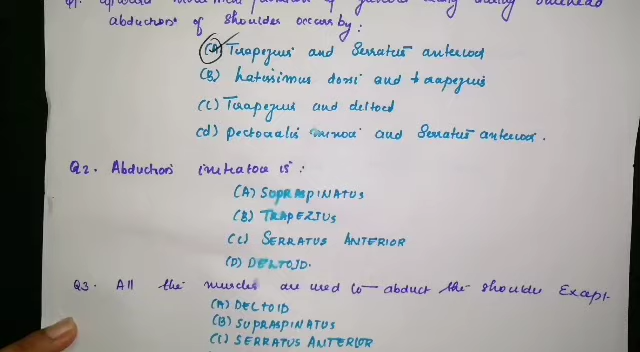 abduction of shoulder occurs by:
(A) Trapezius and Serratus anterior
(B) Latissimus dorsi and trapezius
(C) Trapezius and deltoid
(d) pectoralis minor and Serratus anterior.
Q2. Abduction initiator is:
(A) SUPRASPINATUS
(B) TRAPEZIUS
(C) SERRATUS ANTERIOR
(D) DELTOID.
Q3. All the muscles are used to abduct the shoulder Except-
(A) DELTOID
(B) SUPRASPINATUS
(C) SERRATUS ANTERIOR